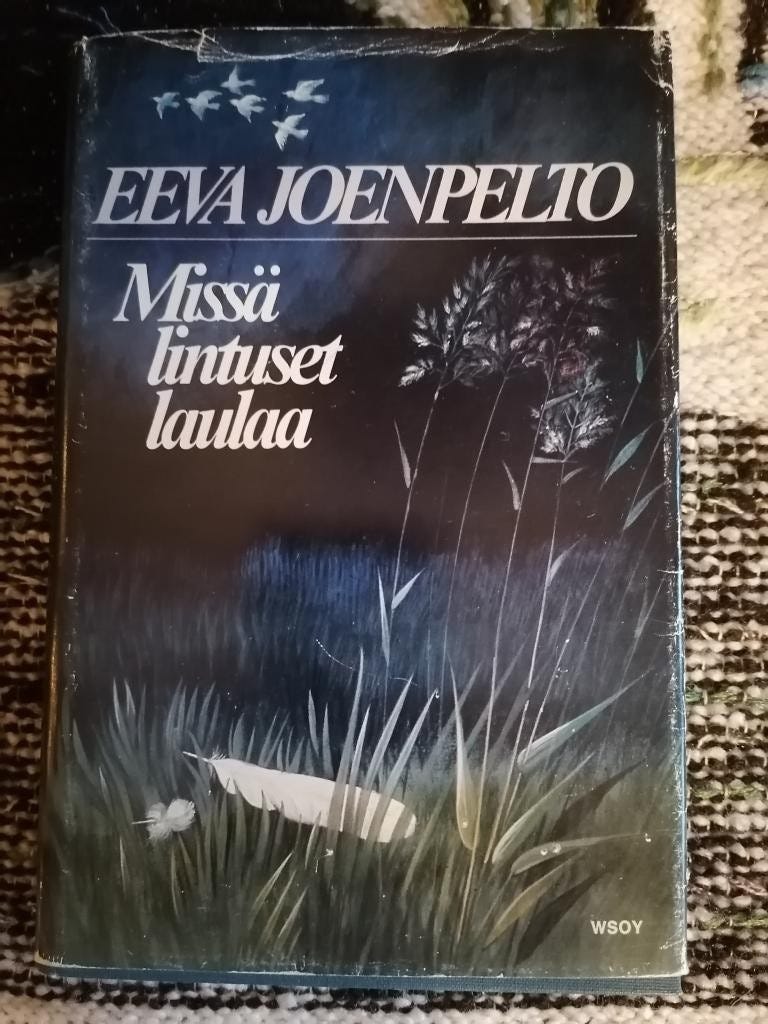 EEVA JOENPELTO
Missä
lintuset
laulaa
WSOY